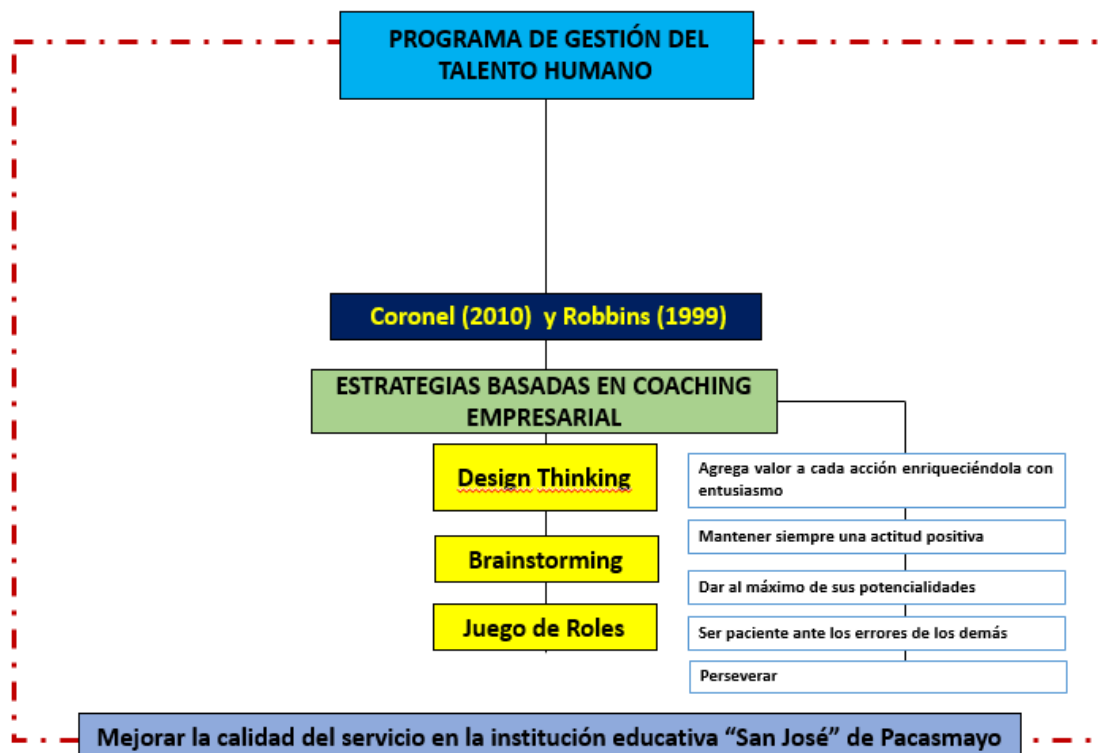 PROGRAMA DE GESTIÓN DEL
TALENTO HUMANO
Coronel (2010) y Robbins (1999)
ESTRATEGIAS BASADAS EN COACHING
EMPRESARIAL
Design Thinking
Brainstorming
Juego de Roles
Agrega valor a cada acción enriqueciéndola con
entusiasmo
Mantener siempre una actitud positiva
Dar al máximo de sus potencialidades
Ser paciente ante los errores de los demás
Perseverar
Mejorar la calidad del servicio en la institución educativa “San José” de Pacasmayo